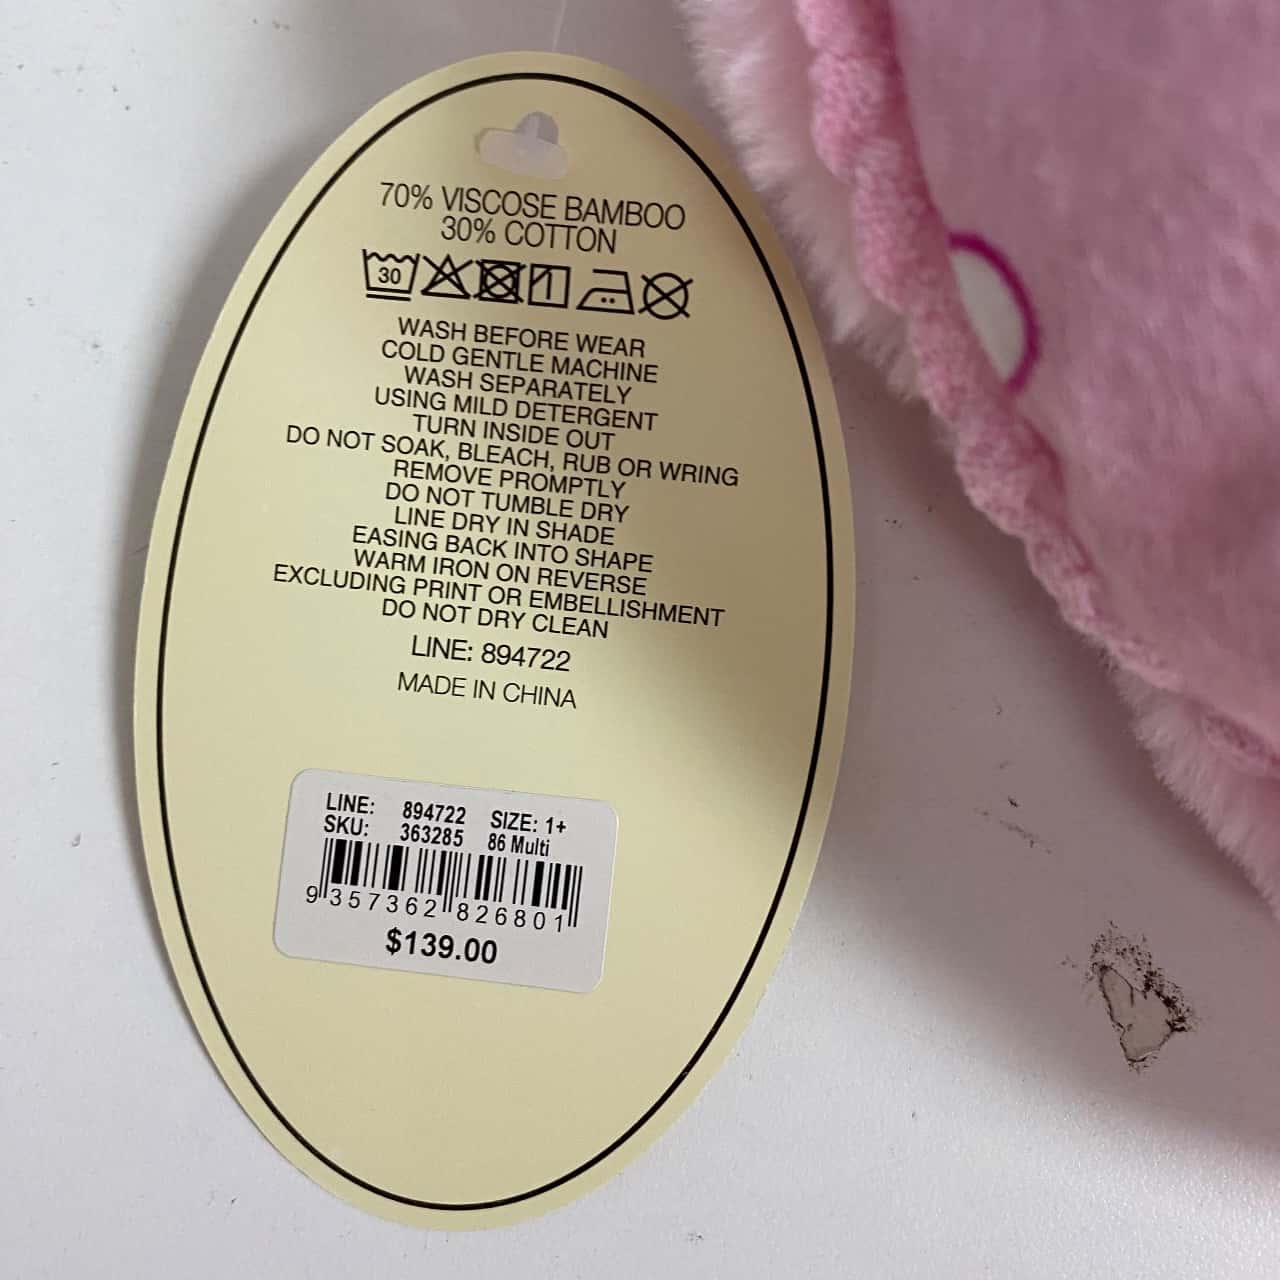 70% VISCOSE BAMBOO
30% COTTON
30
WASH BEFORE WEAR
COLD GENTLE MACHINE
WASH SEPARATELY
USING MILD DETERGENT
TURN INSIDE OUT
DO NOT SOAK, BLEACH, RUB OR WRING
REMOVE PROMPTLY
DO NOT TUMBLE DRY
LINE DRY IN SHADE
EASING BACK INTO SHAPE
WARM IRON ON REVERSE
EXCLUDING PRINT OR EMBELLISHMENT
DO NOT DRY CLEAN
LINE: 894722
MADE IN CHINA
LINE: 894722 SIZE: 1+
SKU: 363285 86 Multi
9 357362 826801
$139.00